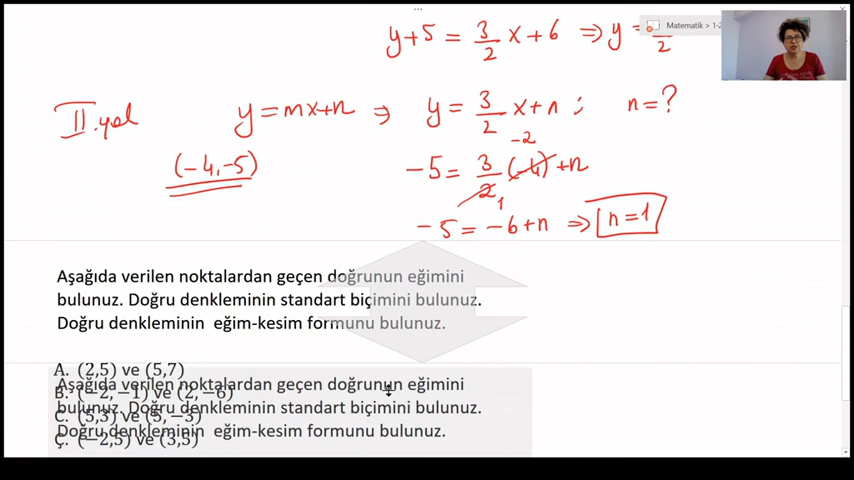 Matematik > 1-2
y+5 = 3/2 x+6 ⇒ y = /2
II. yol y=mx+n ⇒ y = 3/2 x+n ; n=?
(-4,-5) -5 = 3/2 (-4)+n -2 1
-5 = -6+n ⇒ n=1
Aşağıda verilen noktalardan geçen doğrunun eğimini
bulunuz. Doğru denkleminin standart biçimini bulunuz.
Doğru denkleminin eğim-kesim formunu bulunuz.
A. (2,5) ve (5,7)
Aşağıda verilen noktalardan geçen doğrunun eğimini
B. (−2, −1) ve (2, −6)
bulunuz. Doğru denkleminin standart biçimini bulunuz.
C. (5,3) ve (5, −3)
Doğru denkleminin eğim-kesim formunu bulunuz.
Ç. (−2,5) ve (3,5)